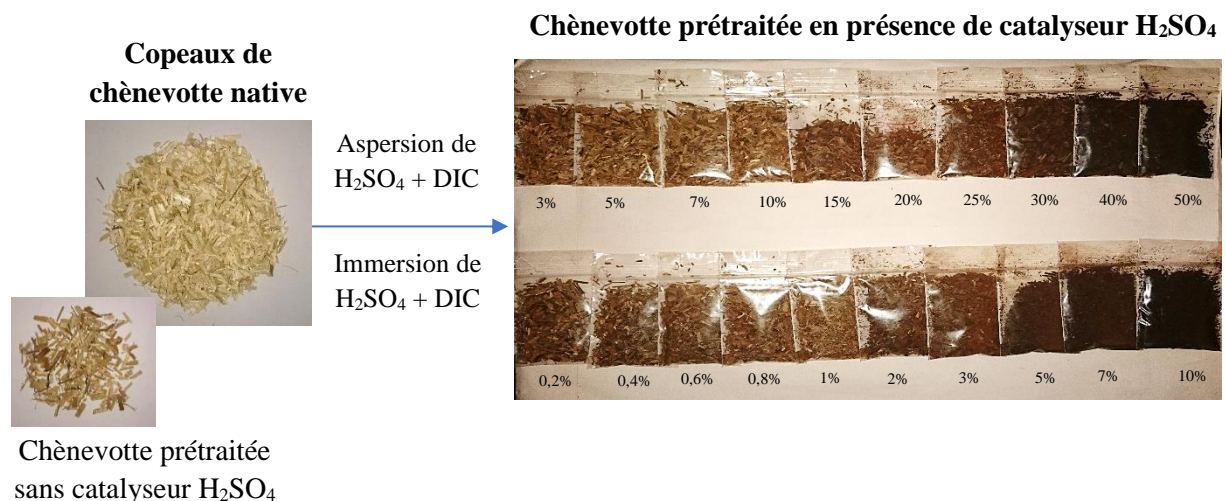 Copeaux de
chènevotte native
Chènevotte prétraitée
sans catalyseur H₂SO₄
Aspersion de
H₂SO₄ + DIC
Immersion de
H₂SO₄ + DIC
Chènevotte prétraitée en présence de catalyseur H₂SO₄
3% 5% 7% 10% 15% 20% 25% 30% 40% 50%
0,2% 0,4% 0,6% 0,8% 1% 2% 3% 5% 7% 10%